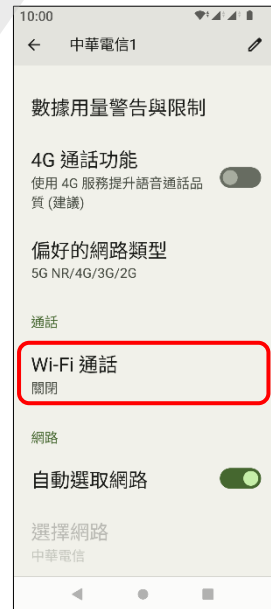 10:00
中華電信1
數據用量警告與限制
4G 通話功能
使用 4G 服務提升語音通話品
質 (建議)
偏好的網路類型
5G NR/4G/3G/2G
通話
Wi-Fi 通話
關閉
網路
自動選取網路
選擇網路
中華電信